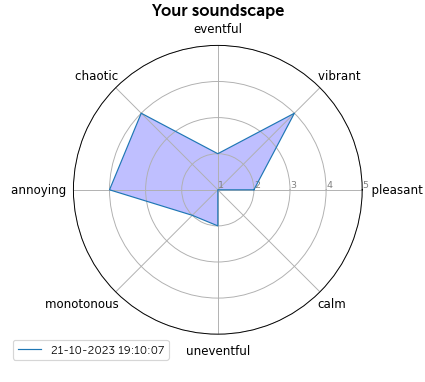 Your soundscape
eventful
chaotic
vibrant
annoying
1 2 3 4 5
pleasant
monotonous
calm
uneventful
21-10-2023 19:10:07